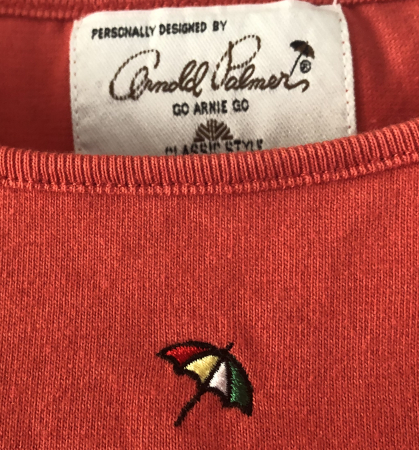 PERSONALLY DESIGNED BY
Arnold Palmer®
GO ARNIE GO
CLASSIC STYLE